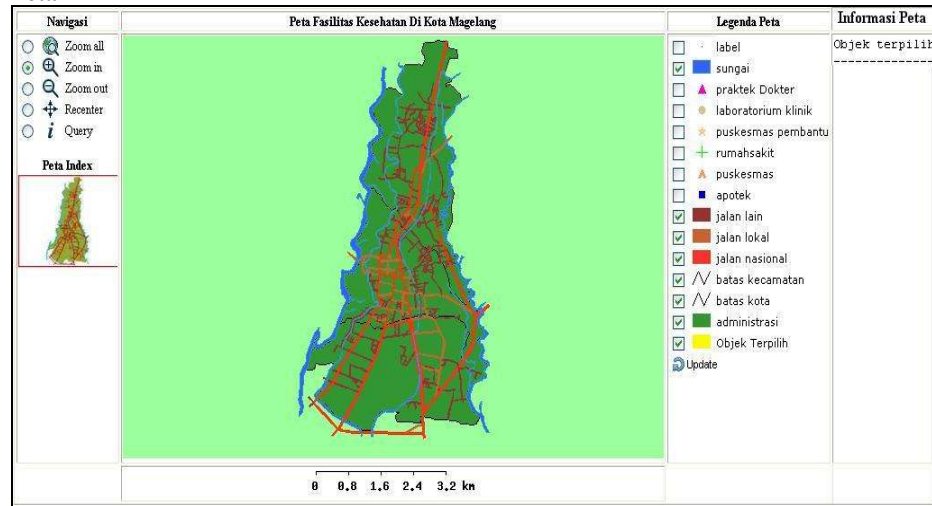 Navigasi
Peta Fasilitas Kesehatan Di Kota Magelang
Legenda Peta
Informasi Peta
Zoom all
Zoom in
Zoom out
Recenter
Query
Peta Index
label
sungai
praktek Dokter
laboratorium klinik
puskesmas pembantu
rumahsakit
puskesmas
apotek
jalan lain
jalan lokal
jalan nasional
batas kecamatan
batas kota
administrasi
Objek Terpilih
Update
Objek terpilih
---------------
0 0.8 1.6 2.4 3.2 km